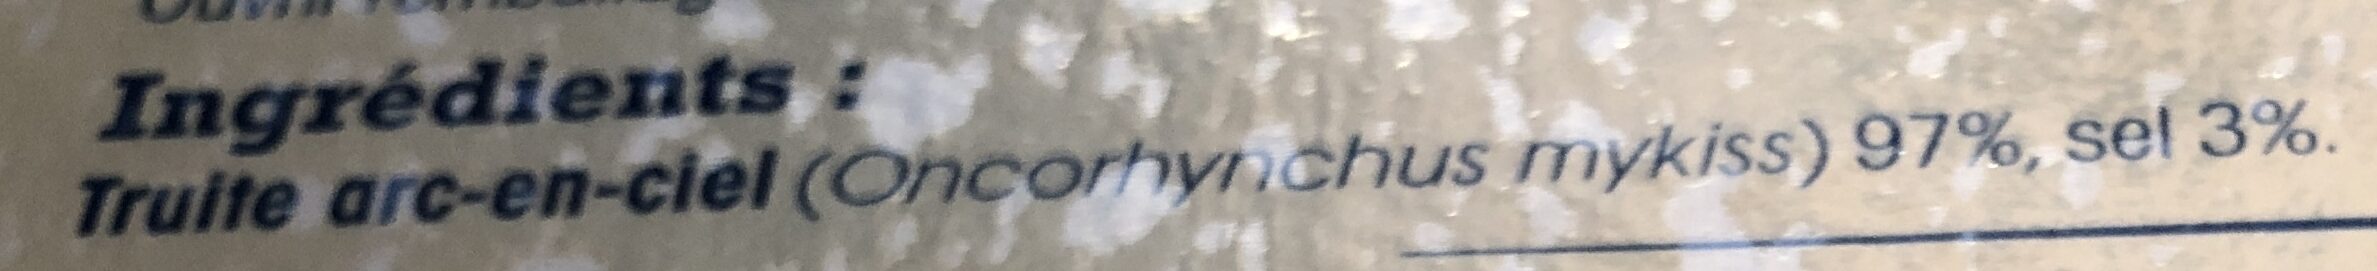 Ingrédients :
Truite arc-en-ciel (Oncorhynchus mykiss) 97%, sel 3%.